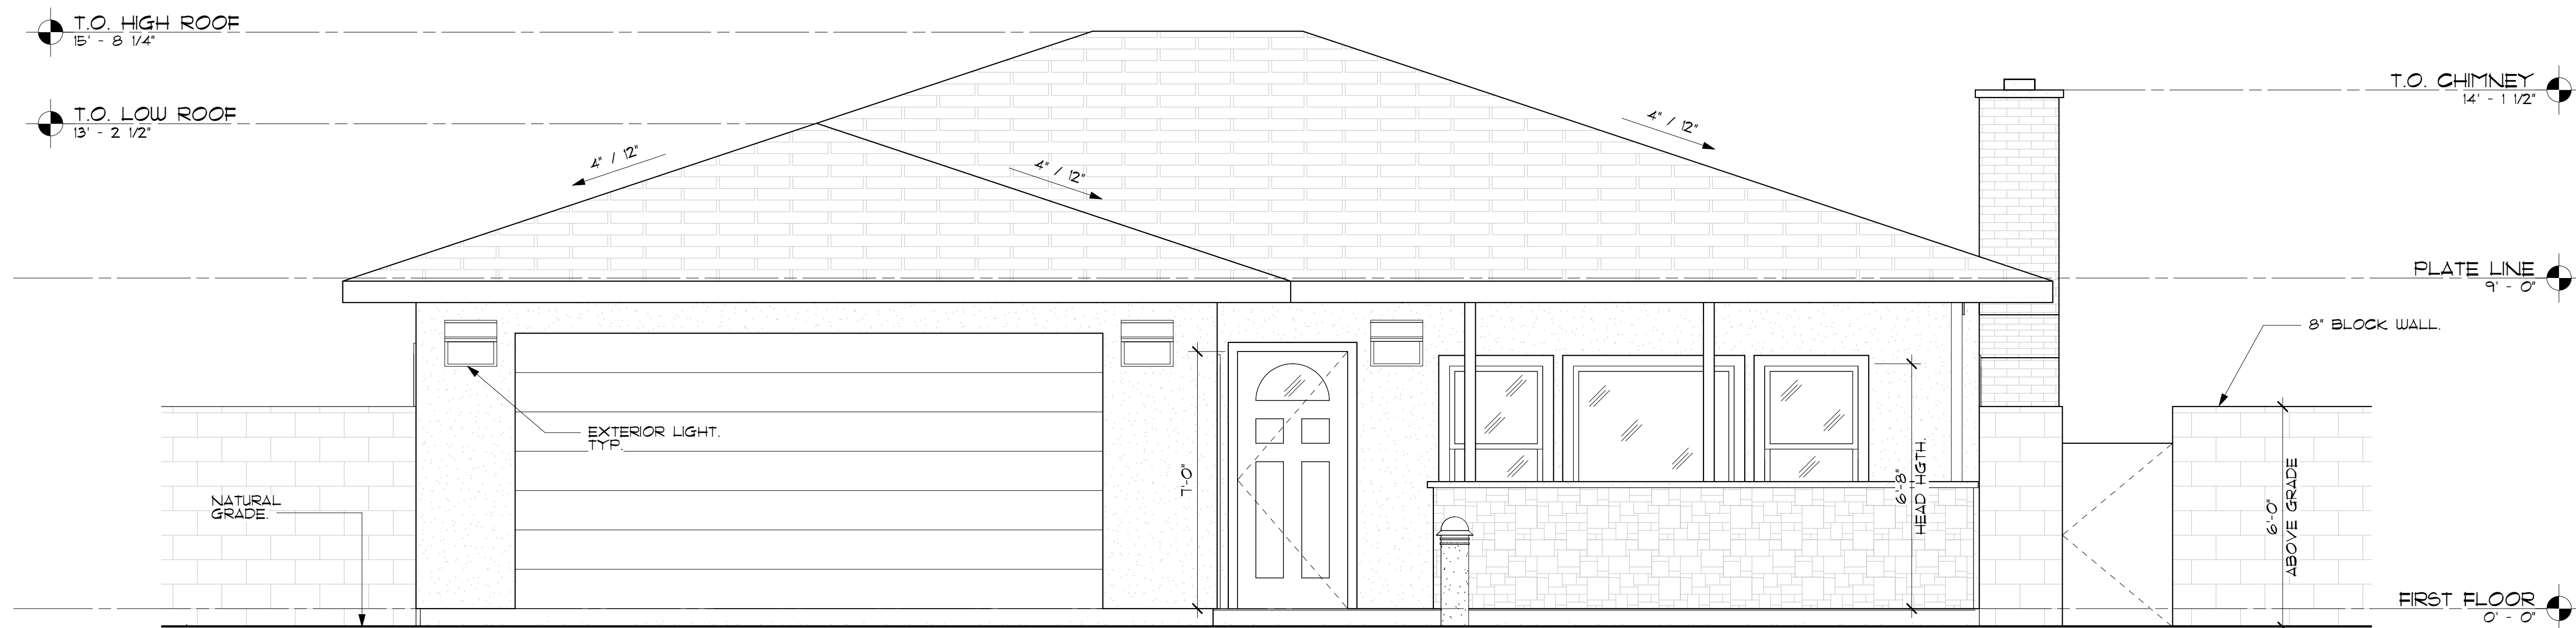 T.O. HIGH ROOF
15' - 8 1/4"
T.O. LOW ROOF
13' - 2 1/2"
T.O. CHIMNEY
14' - 1 1/2"
4" / 12"
4" / 12"
4" / 12"
PLATE LINE
9' - 0"
8" BLOCK WALL.
EXTERIOR LIGHT.
TYP.
NATURAL
GRADE.
7'-0"
6'-8"
HEAD HGTH.
6'-0"
ABOVE GRADE
FIRST FLOOR
0' - 0"